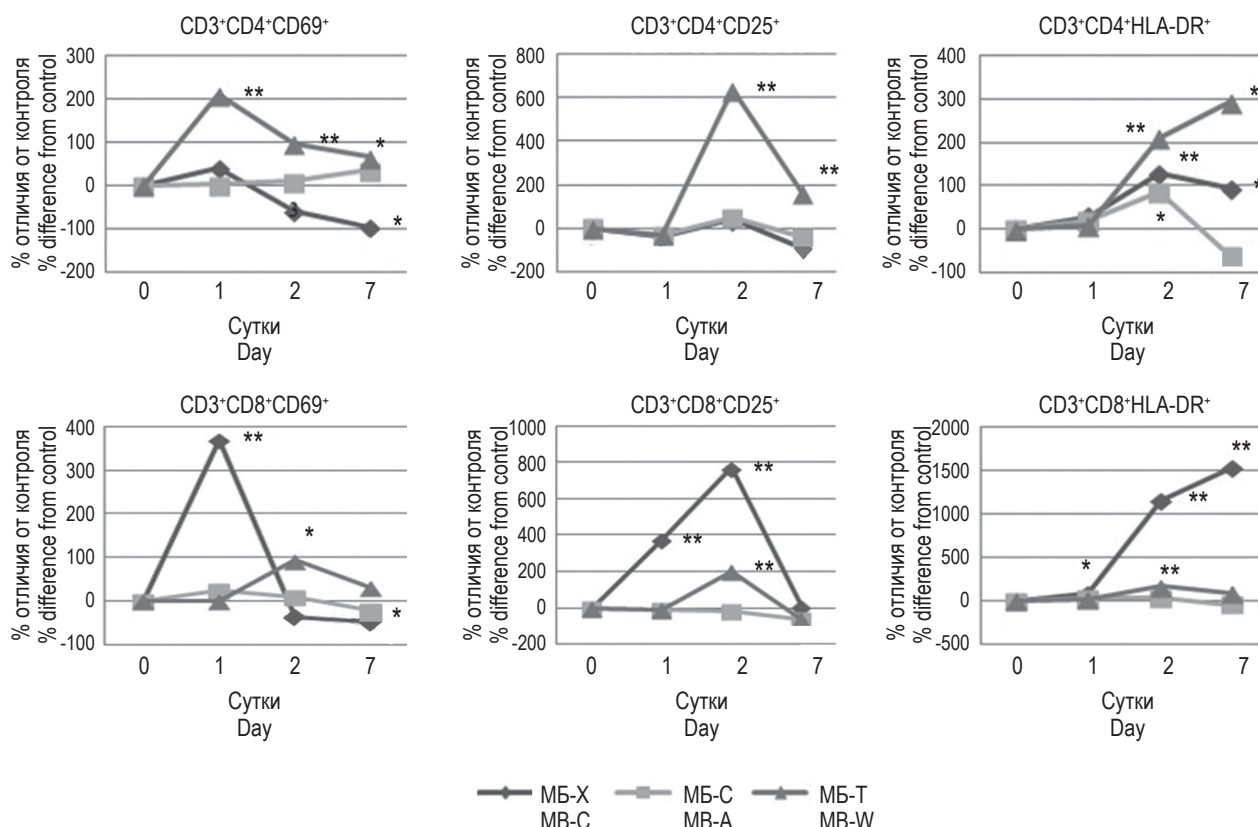 CD3⁺CD4⁺CD69⁺
% отличия от контроля
% difference from control
300
200
100
0
-100
-200
**
**
*
*
0 1 2 7
Сутки
Day
CD3⁺CD4⁺CD25⁺
800
600
400
200
0
-200
**
**
0 1 2 7
Сутки
Day
CD3⁺CD4⁺HLA-DR⁺
% отличия от контроля
% difference from control
400
300
200
100
0
-100
*
**
**
*
*
0 1 2 7
Сутки
Day
CD3⁺CD8⁺CD69⁺
% отличия от контроля
% difference from control
400
300
200
100
0
-100
**
*
*
0 1 2 7
Сутки
Day
CD3⁺CD8⁺CD25⁺
% отличия от контроля
% difference from control
1000
800
600
400
200
0
-200
**
**
**
0 1 2 7
Сутки
Day
CD3⁺CD8⁺HLA-DR⁺
% отличия от контроля
% difference from control
2000
1500
1000
500
0
-500
**
**
*
**
0 1 2 7
Сутки
Day
МБ-Х МБ-С МБ-Т
MB-C MB-A MB-W